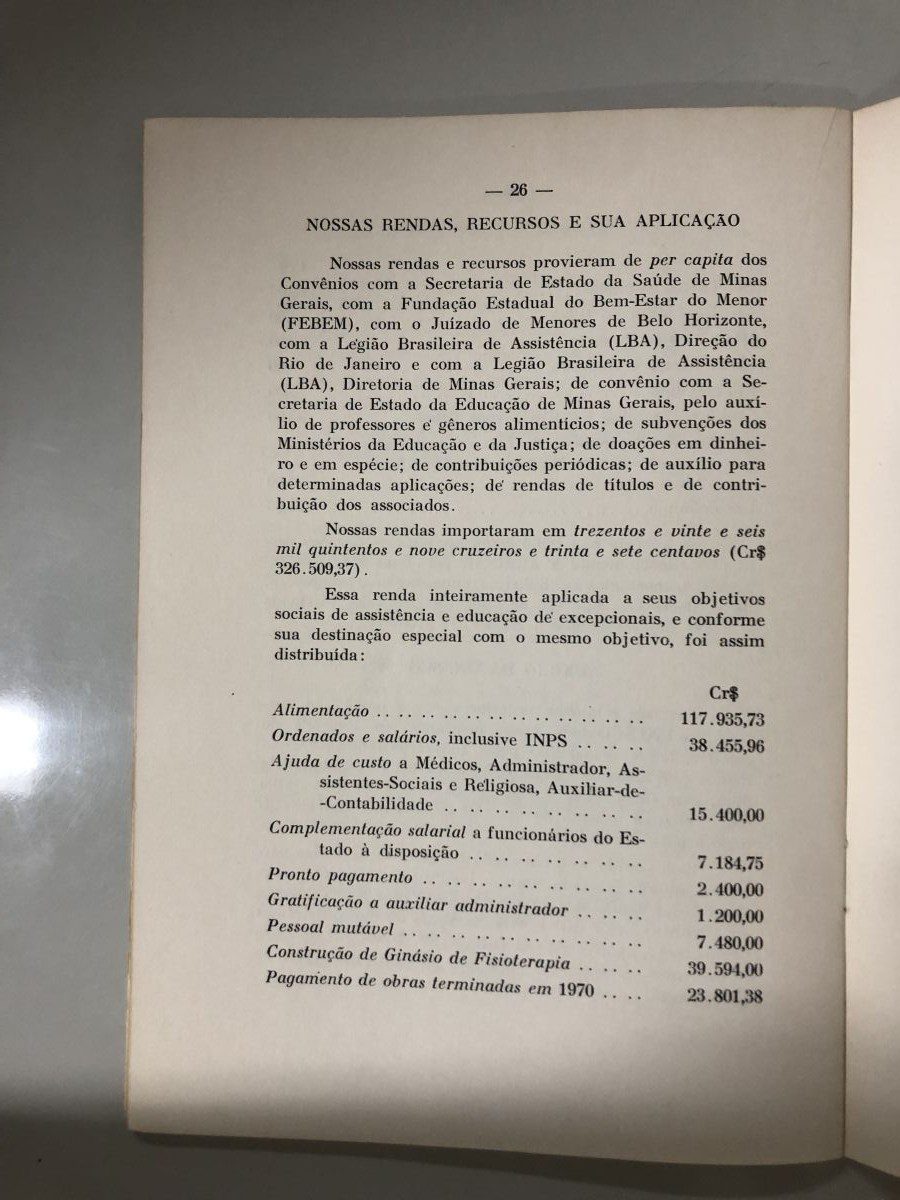 — 26 —
NOSSAS RENDAS, RECURSOS E SUA APLICAÇÃO
Nossas rendas e recursos provieram de per capita dos
Convênios com a Secretaria de Estado da Saúde de Minas
Gerais, com a Fundação Estadual do Bem-Estar do Menor
(FEBEM), com o Juízado de Menores de Belo Horizonte,
com a Legião Brasileira de Assistência (LBA), Direção do
Rio de Janeiro e com a Legião Brasileira de Assistência
(LBA), Diretoria de Minas Gerais; de convênio com a Se-
cretaria de Estado da Educação de Minas Gerais, pelo auxí-
lio de professores e gêneros alimentícios; de subvenções dos
Ministérios da Educação e da Justiça; de doações em dinhei-
ro e em espécie; de contribuições periódicas; de auxílio para
determinadas aplicações; de rendas de títulos e de contri-
buição dos associados.
Nossas rendas importaram em trezentos e vinte e seis
mil quintentos e nove cruzeiros e trinta e sete centavos (Cr$
326.509,37).
Essa renda inteiramente aplicada a seus objetivos
sociais de assistência e educação de excepcionais, e conforme
sua destinação especial com o mesmo objetivo, foi assim
distribuída:
Cr$
Alimentação .. .. .. .. .. .. .. .. .. .. .. 117.935,73
Ordenados e salários, inclusive INPS .. .. .. 38.455,96
Ajuda de custo a Médicos, Administrador, As-
sistentes-Sociais e Religiosa, Auxiliar-de-
-Contabilidade .. .. .. .. .. .. .. .. 15.400,00
Complementação salarial a funcionários do Es-
tado à disposição .. .. .. .. .. .. .. 7.184,75
Pronto pagamento .. .. .. .. .. .. .. .. .. 2.400,00
Gratificação a auxiliar administrador .. .. .. 1.200,00
Pessoal mutável .. .. .. .. .. .. .. .. .. .. 7.480,00
Construção de Ginásio de Fisioterapia .. .. .. 39.594,00
Pagamento de obras terminadas em 1970 .. .. 23.801,38